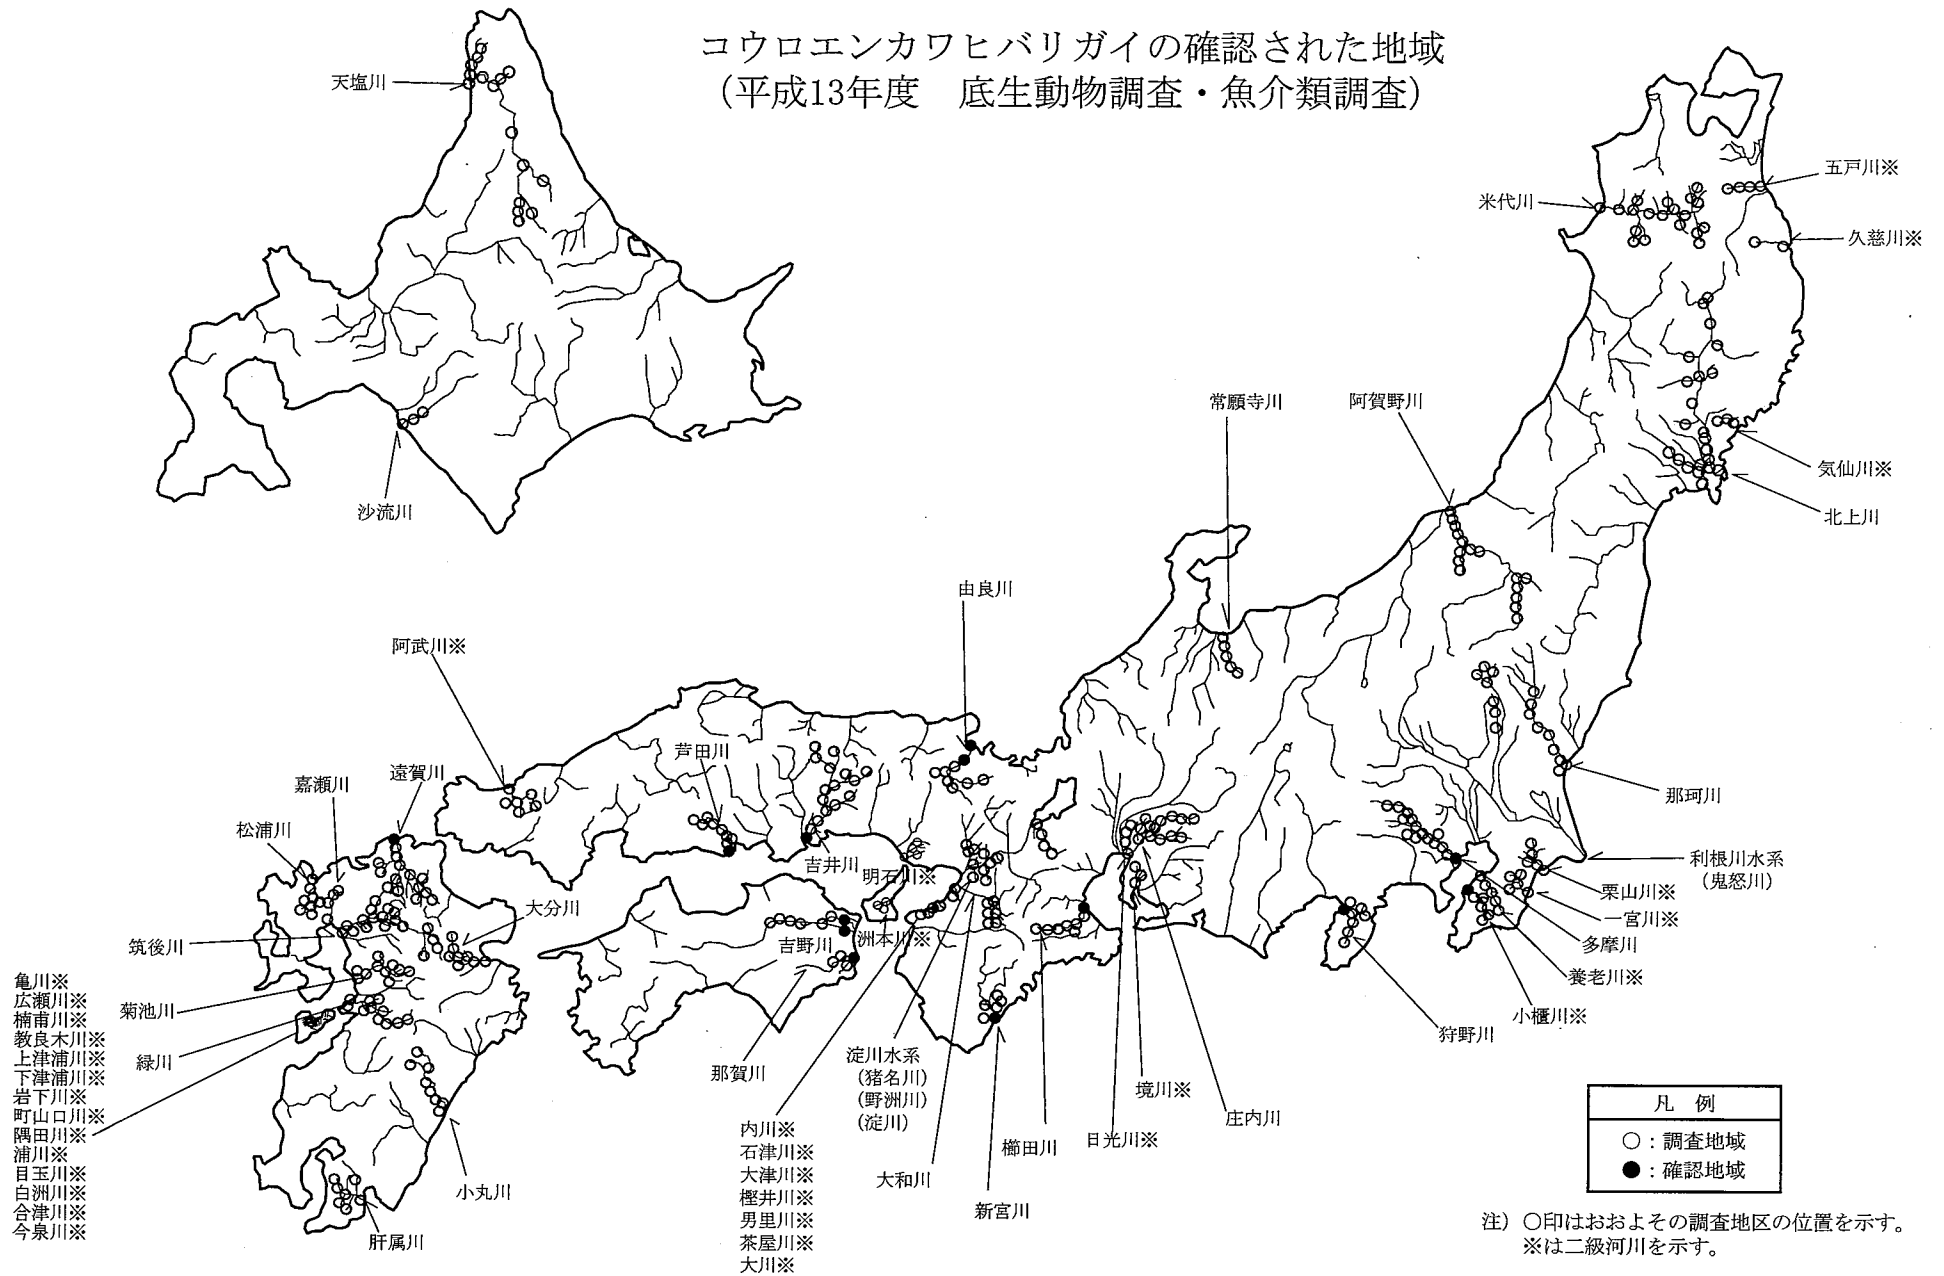 コウロエンカワヒバリガイの確認された地域
（平成13年度　底生動物調査・魚介類調査）
天塩川
沙流川
五戸川※
米代川
久慈川※
気仙川※
北上川
常願寺川
阿賀野川
由良川
阿武川※
芦田川
遠賀川
嘉瀬川
松浦川
吉井川
明石川※
大分川
筑後川
吉野川
洲本川※
那珂川
利根川水系
（鬼怒川）
栗山川※
一宮川※
多摩川
養老川※
小櫃川※
狩野川
菊池川
緑川
亀川※
広瀬川※
楠甫川※
教良木川※
上津浦川※
下津浦川※
岩下川※
町山口川※
隅田川※
浦川※
目玉川※
白洲川※
合津川※
今泉川※
小丸川
肝属川
那賀川
内川※
石津川※
大津川※
樫井川※
男里川※
茶屋川※
大川※
淀川水系
（猪名川）
（野洲川）
（淀川）
大和川
新宮川
櫛田川
日光川※
境川※
庄内川
凡　例
○：調査地域
●：確認地域
注）○印はおおよその調査地区の位置を示す。
※は二級河川を示す。